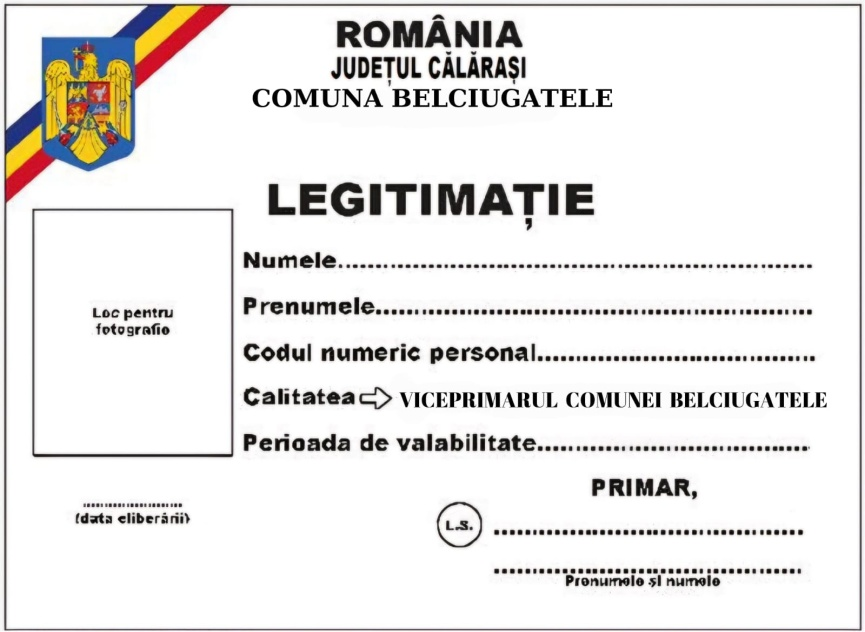 ROMÂNIA
JUDEȚUL CĂLĂRAȘI
COMUNA BELCIUGATELE
LEGITIMAȚIE
Loc pentru
fotografie
Numele..........................................................
Prenumele......................................................
Codul numeric personal..................................
Calitatea⇨ VICEPRIMARUL COMUNEI BELCIUGATELE
Perioada de valabilitate.................................
....................
(data eliberării)
PRIMAR,
L.S. .......................................
.......................................
Prenumele și numele